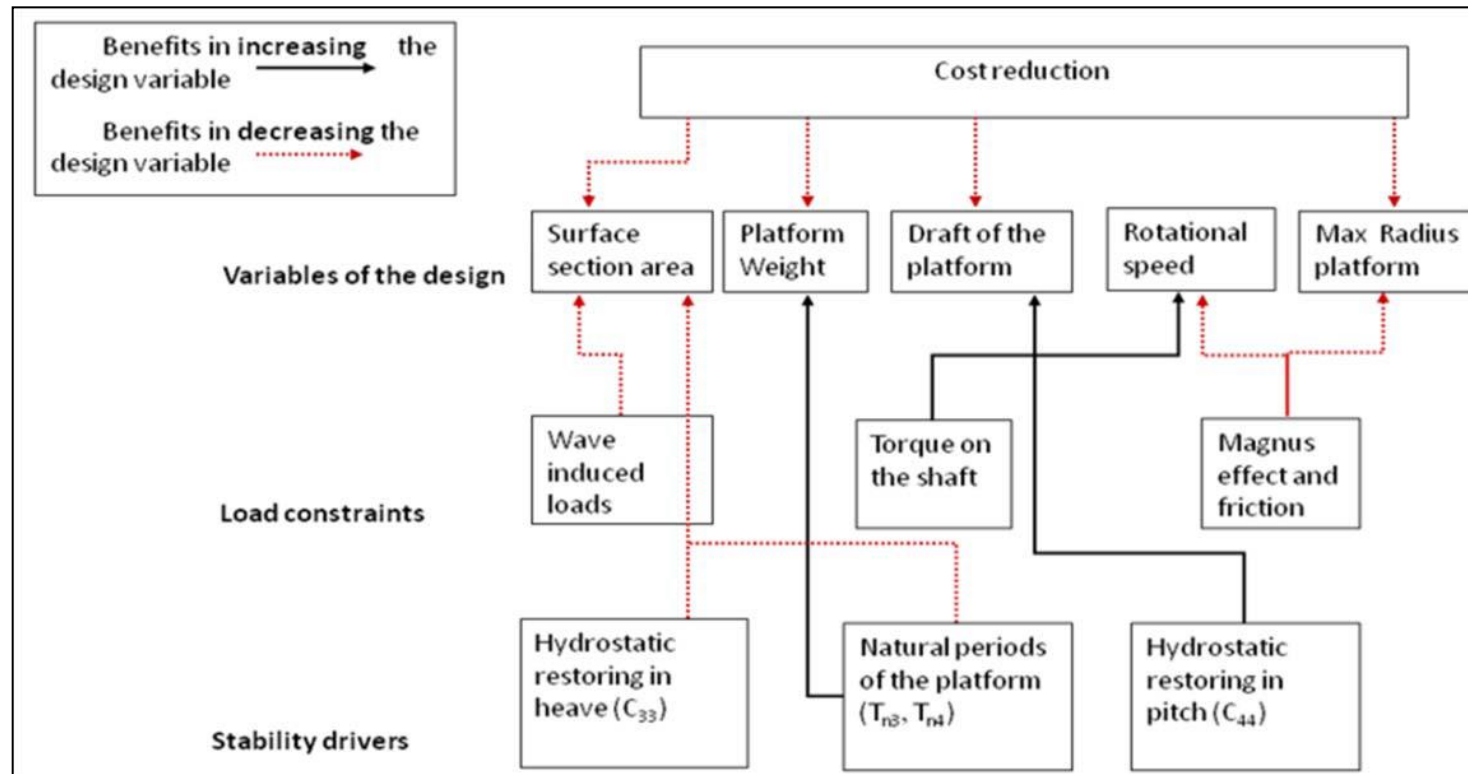 Benefits in increasing the
design variable
Benefits in decreasing the
design variable
Cost reduction
Variables of the design
Surface
section area
Platform
Weight
Draft of the
platform
Rotational
speed
Max Radius
platform
Load constraints
Wave
induced
loads
Torque on
the shaft
Magnus
effect and
friction
Stability drivers
Hydrostatic
restoring in
heave (C₃₃)
Natural periods
of the platform
(Tₙ₃, Tₙ₄)
Hydrostatic
restoring in
pitch (C₄₄)